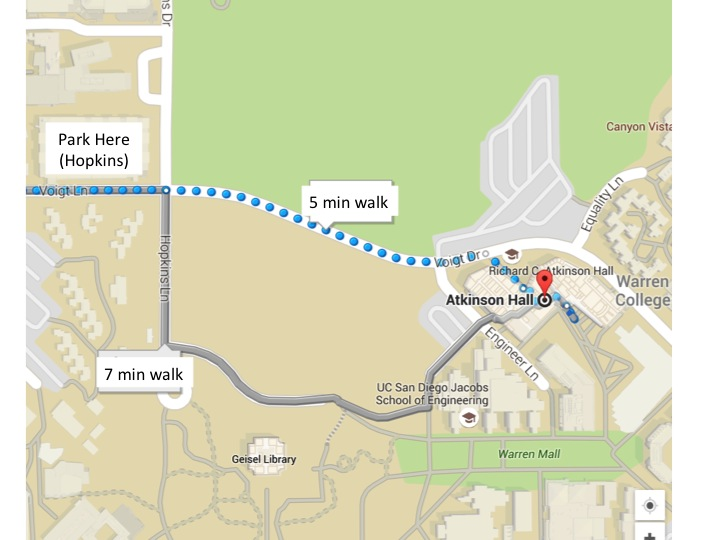 ns Dr
Park Here
(Hopkins)
Canyon Vista
Voigt Ln
5 min walk
Equality Ln
Hopkins Ln
Voigt Dr
Richard C. Atkinson Hall
Atkinson Hall
Warren
College
Engineer Ln
7 min walk
UC San Diego Jacobs
School of Engineering
Geisel Library
Warren Mall